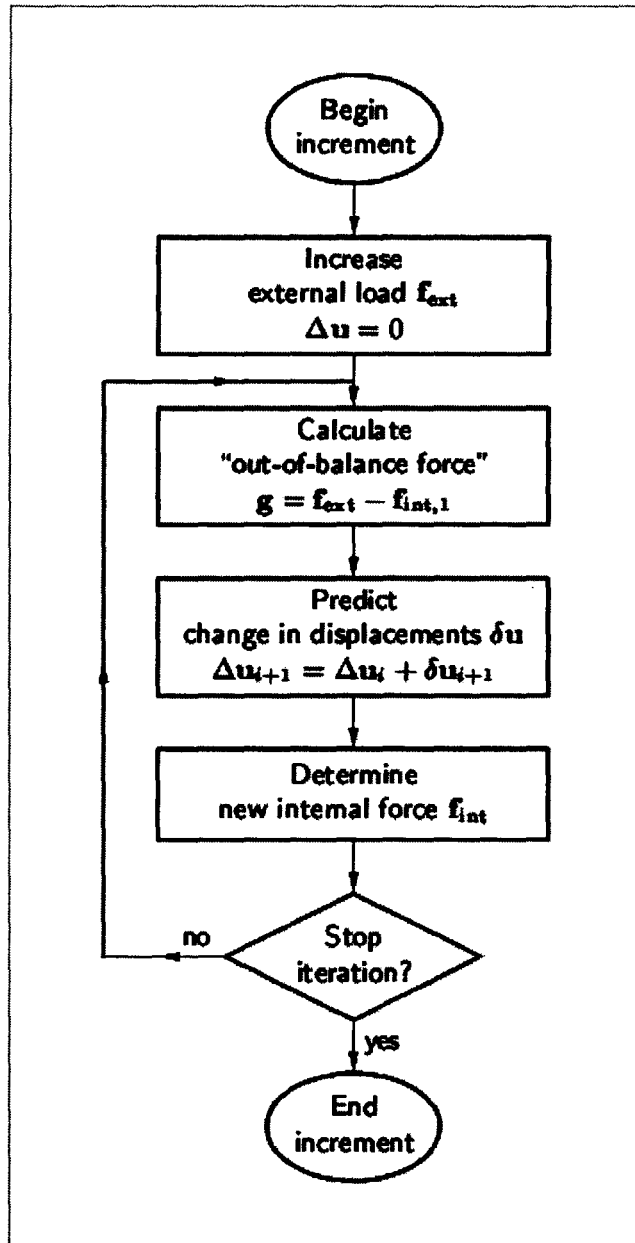 Begin
increment
Increase
external load f_ext
Δu = 0
Calculate
"out-of-balance force"
g = f_ext − f_int,1
Predict
change in displacements δu
Δu_i+1 = Δu_i + δu_i+1
Determine
new internal force f_int
no
Stop
iteration?
yes
End
increment